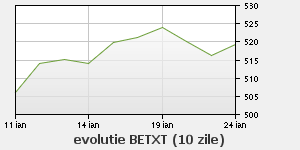 530
525
520
515
510
505
500
11 ian
14 ian
19 ian
24 ian
evolutie BETXT (10 zile)